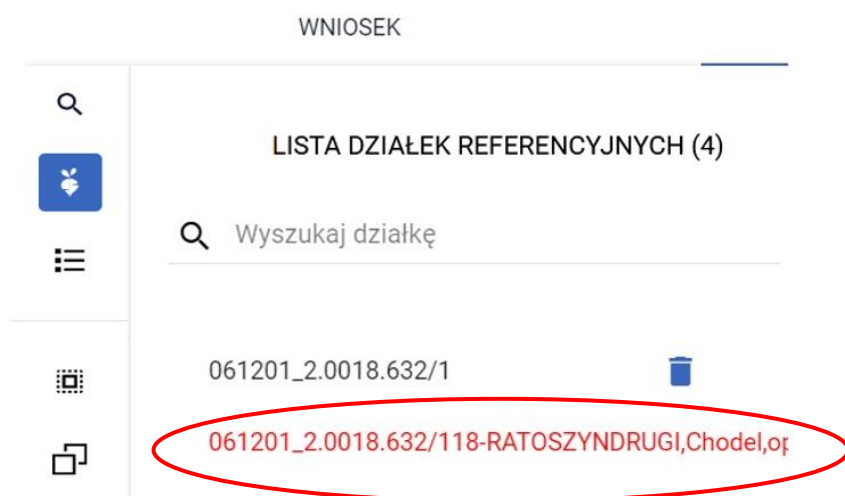 WNIOSEK
LISTA DZIAŁEK REFERENCYJNYCH (4)
Wyszukaj działkę
061201_2.0018.632/1
061201_2.0018.632/118-RATOSZYNDRUGI,Chodel,op